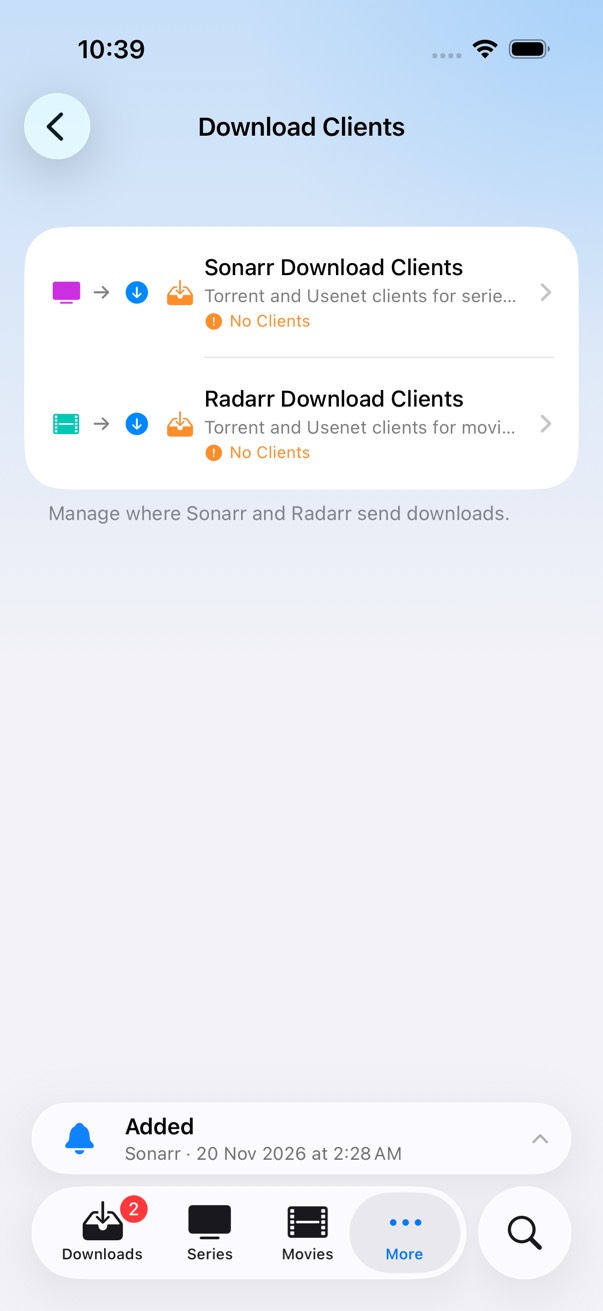 10:39
Download Clients
Sonarr Download Clients
Torrent and Usenet clients for serie...
No Clients
Radarr Download Clients
Torrent and Usenet clients for movi...
No Clients
Manage where Sonarr and Radarr send downloads.
Added
Sonarr · 20 Nov 2026 at 2:28 AM
2
Downloads
Series
Movies
More